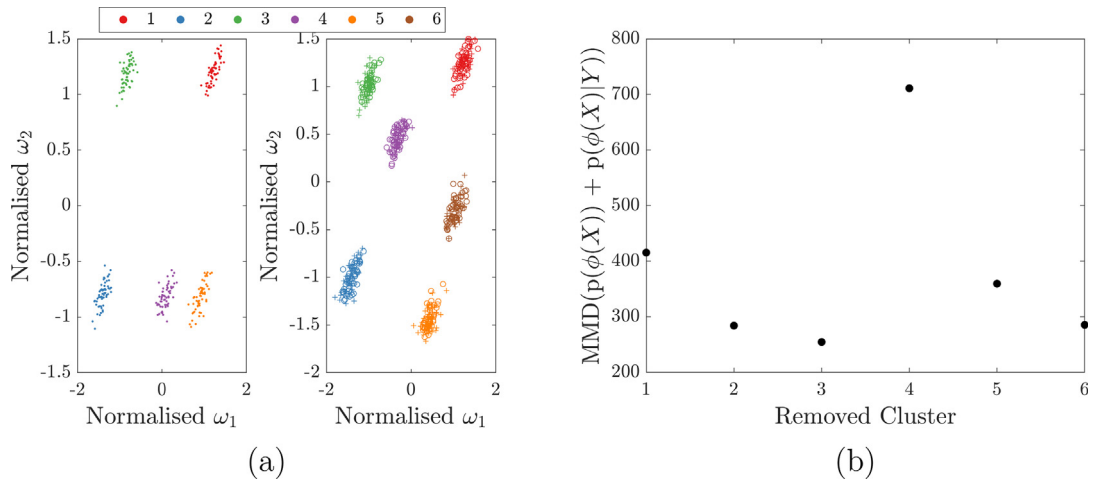 1 2 3 4 5 6
1.5
1
0.5
0
-0.5
-1
-1.5
-2 0 2
Normalised ω₂
Normalised ω₁
1.5
1
0.5
0
-0.5
-1
-1.5
-2
-2 0 2
Normalised ω₂
Normalised ω₁
(a)
800
700
600
500
400
300
200
1 2 3 4 5 6
MMD(p(ϕ(X)) + p(ϕ(X)|Y))
Removed Cluster
(b)